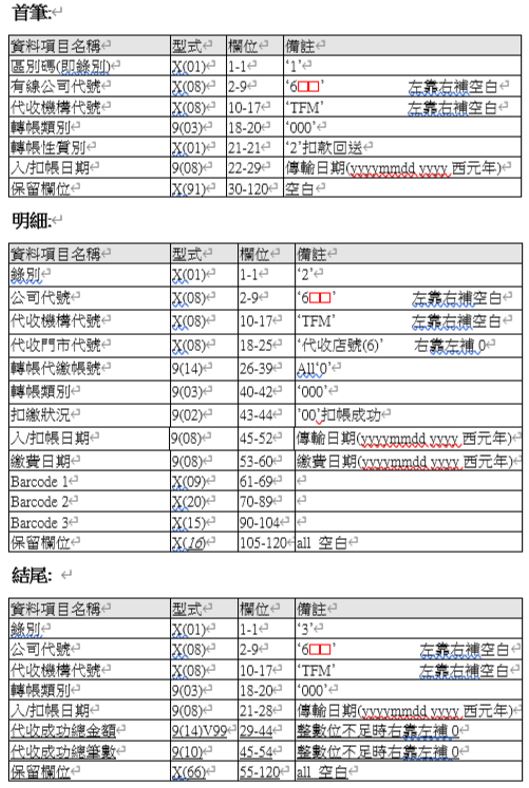 首筆:
資料項目名稱 型式 欄位 備註
區別碼(即錄別) X(01) 1-1 '1'
有線公司代號 X(08) 2-9 '6□□' 左靠右補空白
代收機構代號 X(08) 10-17 'TFM' 左靠右補空白
轉帳類別 9(03) 18-20 '000'
轉帳性質別 X(01) 21-21 '2'扣款回送
入/扣帳日期 9(08) 22-29 傳輸日期(yyyymmdd yyyy 西元年)
保留欄位 X(91) 30-120 空白
明細:
資料項目名稱 型式 欄位 備註
錄別 X(01) 1-1 '2'
公司代號 X(08) 2-9 '6□□' 左靠右補空白
代收機構代號 X(08) 10-17 'TFM' 左靠右補空白
代收門市代號 X(08) 18-25 '代收店號(6)' 右靠左補 0
轉帳代繳帳號 9(14) 26-39 All'0'
轉帳類別 9(03) 40-42 '000'
扣繳狀況 9(02) 43-44 '00'扣帳成功
入/扣帳日期 9(08) 45-52 傳輸日期(yyyymmdd yyyy 西元年)
繳費日期 9(08) 53-60 繳費日期(yyyymmdd yyyy 西元年)
Barcode 1 X(09) 61-69
Barcode 2 X(20) 70-89
Barcode 3 X(15) 90-104
保留欄位 X(16) 105-120 all 空白
結尾:
資料項目名稱 型式 欄位 備註
錄別 X(01) 1-1 '3'
公司代號 X(08) 2-9 '6□□' 左靠右補空白
代收機構代號 X(08) 10-17 'TFM' 左靠右補空白
轉帳類別 9(03) 18-20 '000'
入/扣帳日期 9(08) 21-28 傳輸日期(yyyymmdd yyyy 西元年)
代收成功總金額 9(14)V99 29-44 整數位不足時右靠左補 0
代收成功總筆數 9(10) 45-54 整數位不足時右靠左補 0
保留欄位 X(66) 55-120 all 空白